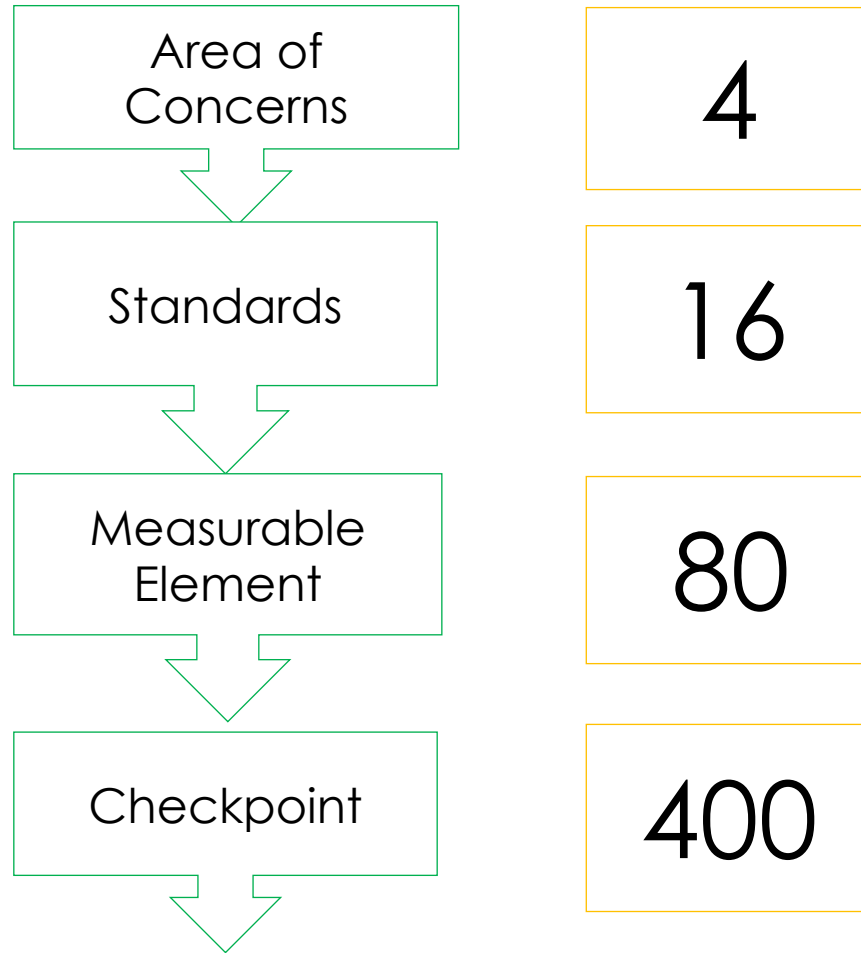 Area of
Concerns
4
Standards
16
Measurable
Element
80
Checkpoint
400